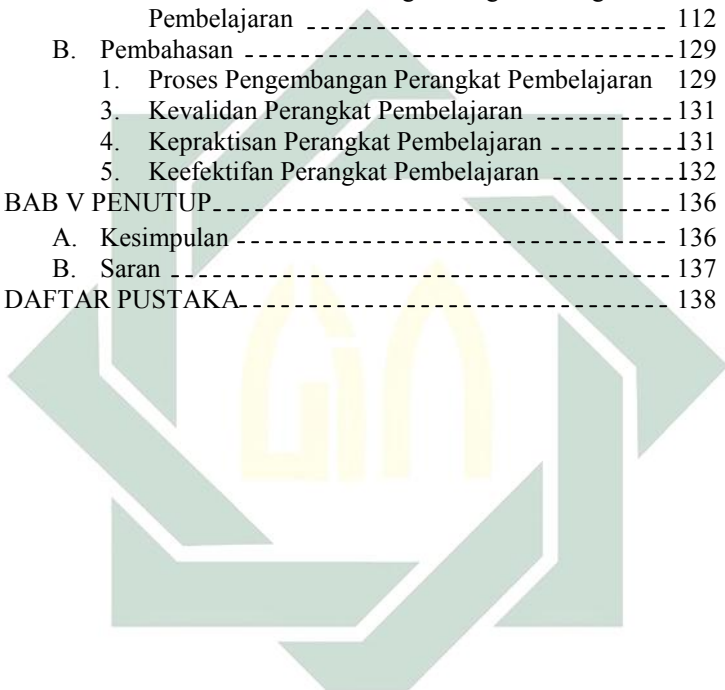 Pembelajaran 112
B. Pembahasan 129
1. Proses Pengembangan Perangkat Pembelajaran 129
3. Kevalidan Perangkat Pembelajaran 131
4. Kepraktisan Perangkat Pembelajaran 131
5. Keefektifan Perangkat Pembelajaran 132
BAB V PENUTUP 136
A. Kesimpulan 136
B. Saran 137
DAFTAR PUSTAKA 138